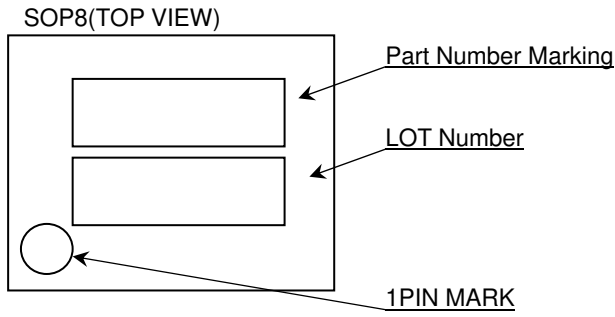 SOP8(TOP VIEW)
Part Number Marking
LOT Number
1PIN MARK